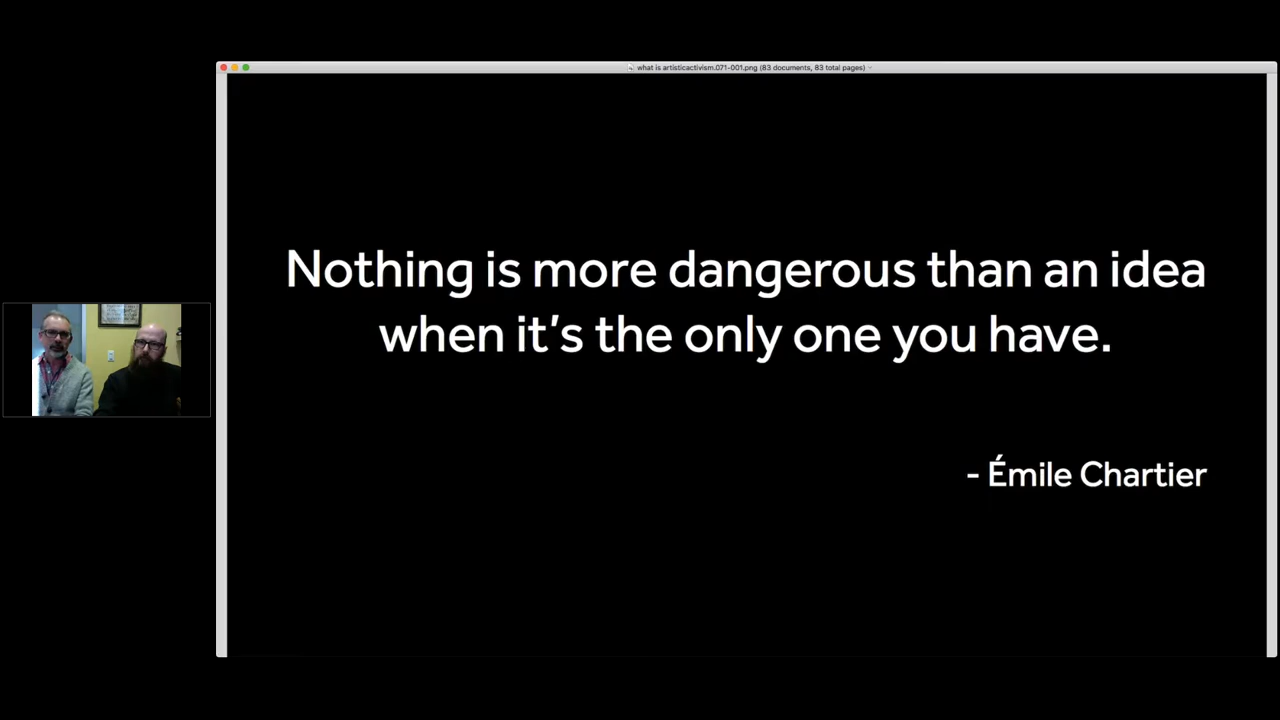 what is artisticactivism.071-001.png (83 documents, 83 total pages)
Nothing is more dangerous than an idea
when it’s the only one you have.
- Émile Chartier